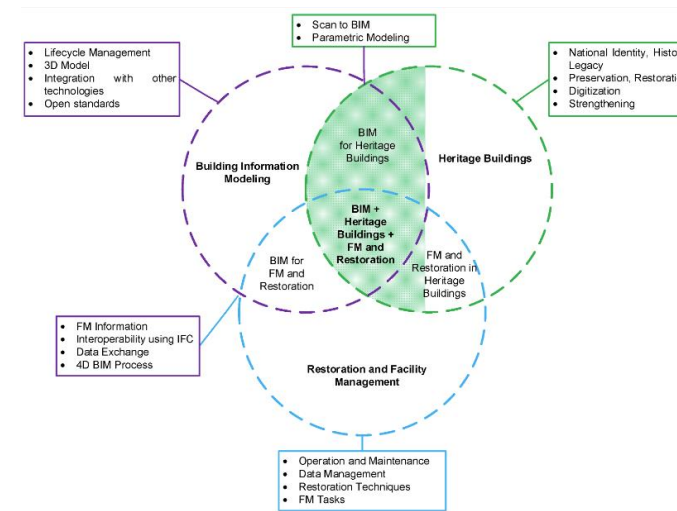 • Scan to BIM
• Parametric Modeling
• Lifecycle Management
• 3D Model
• Integration with other
technologies
• Open standards
• National Identity,
Legacy
• Preservation,
• Digitization
• Strengthening
BIM
for Heritage
Buildings
Building Information
Modeling
Heritage Buildings
BIM +
Heritage
Buildings +
FM and
Restoration
BIM for
FM and
Restoration
FM and
Restoration in
Heritage
Buildings
• FM Information
• Interoperability using IFC
• Data Exchange
• 4D BIM Process
Restoration and Facility
Management
• Operation and Maintenance
• Data Management
• Restoration Techniques
• FM Tasks